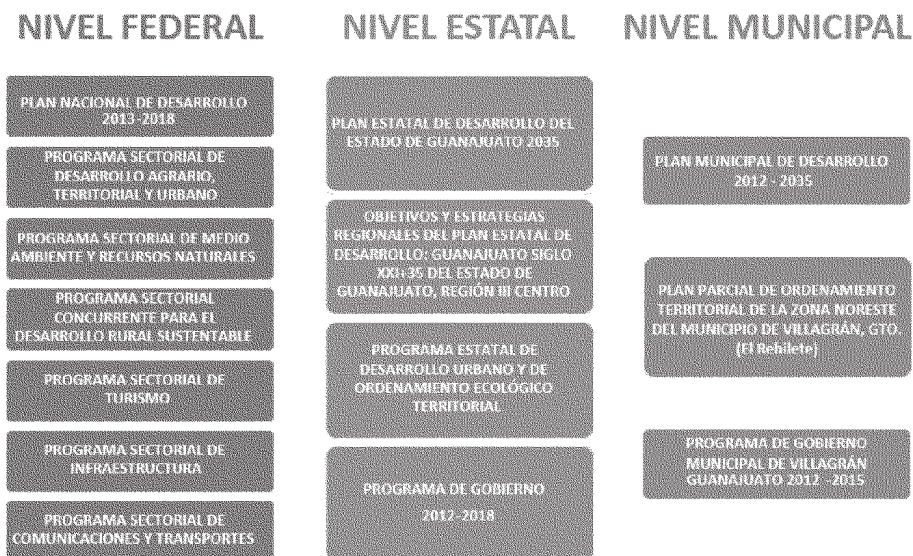 NIVEL FEDERAL
PLAN NACIONAL DE DESARROLLO
2013-2018
PROGRAMA SECTORIAL DE
DESARROLLO AGRARIO,
TERRITORIAL Y URBANO
PROGRAMA SECTORIAL DE MEDIO
AMBIENTE Y RECURSOS NATURALES
PROGRAMA SECTORIAL
CONCURRENTE PARA EL
DESARROLLO RURAL SUSTENTABLE
PROGRAMA SECTORIAL DE
TURISMO
PROGRAMA SECTORIAL DE
INFRAESTRUCTURA
PROGRAMA SECTORIAL DE
COMUNICACIONES Y TRANSPORTES
NIVEL ESTATAL
PLAN ESTATAL DE DESARROLLO DEL
ESTADO DE GUANAJUATO 2035
OBJETIVOS Y ESTRATEGIAS
REGIONALES DEL PLAN ESTATAL DE
DESARROLLO: GUANAJUATO SIGLO
XXI+35 DEL ESTADO DE
GUANAJUATO, REGIÓN III CENTRO
PROGRAMA ESTATAL DE
DESARROLLO URBANO Y DE
ORDENAMIENTO ECOLÓGICO
TERRITORIAL
PROGRAMA DE GOBIERNO
2012-2018
NIVEL MUNICIPAL
PLAN MUNICIPAL DE DESARROLLO
2012 - 2035
PLAN PARCIAL DE ORDENAMIENTO
TERRITORIAL DE LA ZONA NORESTE
DEL MUNICIPIO DE VILLAGRÁN, GTO.
(El Rehilete)
PROGRAMA DE GOBIERNO
MUNICIPAL DE VILLAGRÁN
GUANAJUATO 2012 -2015